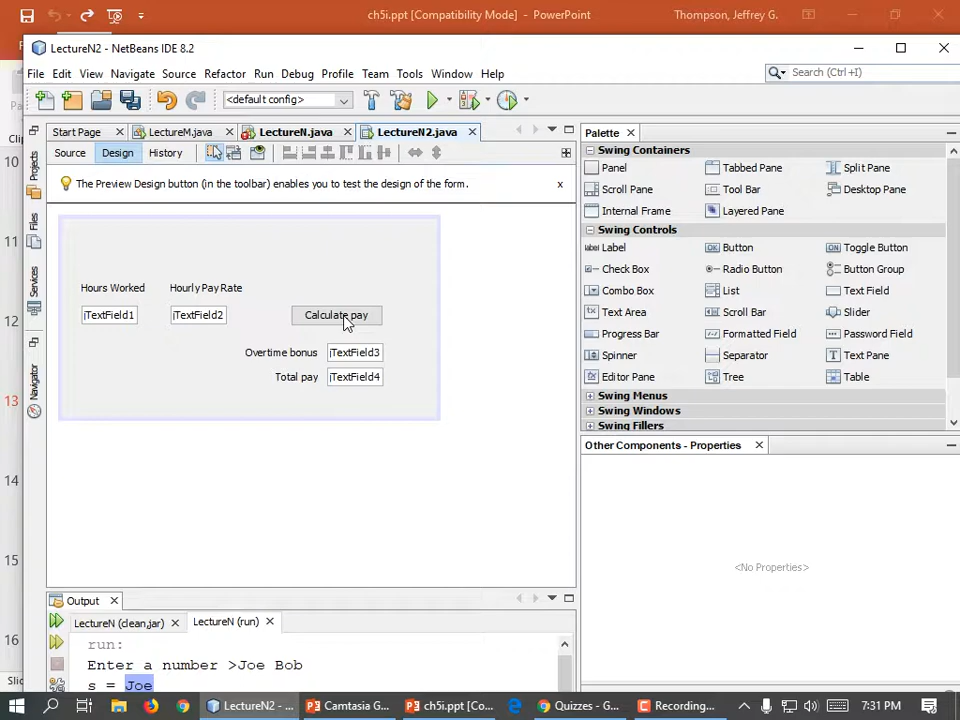 ch5i.ppt [Compatibility Mode] - PowerPoint
Thompson, Jeffrey G.
LectureN2 - NetBeans IDE 8.2
File Edit View Navigate Source Refactor Run Debug Profile Team Tools Window Help
Search (Ctrl+I)
<default config>
Start Page LectureM.java LectureN.java LectureN2.java
Source Design History
The Preview Design button (in the toolbar) enables you to test the design of the form.
x
Hours Worked Hourly Pay Rate
jTextField1 jTextField2 Calculate pay
Overtime bonus jTextField3
Total pay jTextField4
Projects
Files
Services
Navigator
10
11
12
13
14
15
16
Palette
Swing Containers
Panel Tabbed Pane Split Pane
Scroll Pane Tool Bar Desktop Pane
Internal Frame Layered Pane
Swing Controls
label Label OK Button ON Toggle Button
Check Box Radio Button Button Group
Combo Box List Text Field
Text Area Scroll Bar Slider
Progress Bar Formatted Field Password Field
Spinner Separator Text Pane
Editor Pane Tree Table
Swing Menus
Swing Windows
Swing Fillers
Other Components - Properties
<No Properties>
Output
LectureN (clean,jar) LectureN (run)
run:
Enter a number >Joe Bob
s = Joe
LectureN2 - ... Camtasia G... ch5i.ppt [Co... Quizzes - G... Recording... 7:31 PM